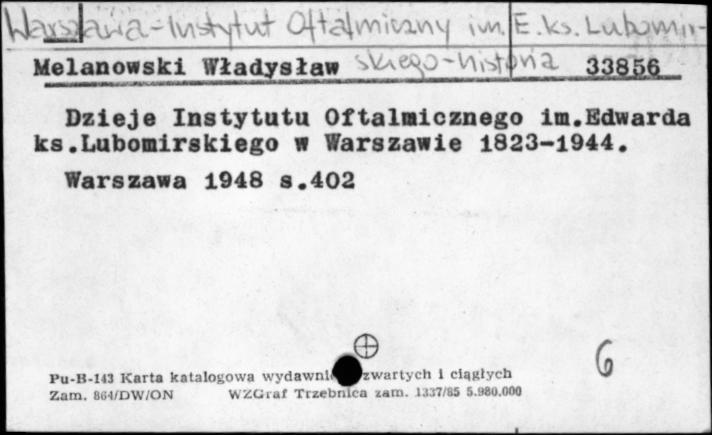 Warszawa-Instytut Oftalmiczny im. E. ks. Lubomir-
skiego-historia
Melanowski Władysław 33856
Dzieje Instytutu Oftalmicznego im.Edwarda
ks.Lubomirskiego w Warszawie 1823-1944.
Warszawa 1948 s.402
6
Pu-B-143 Karta katalogowa wydawni zwartych i ciągłych
Zam. 864/DW/ON WZGraf Trzebnica zam. 1337/85 5.980.000